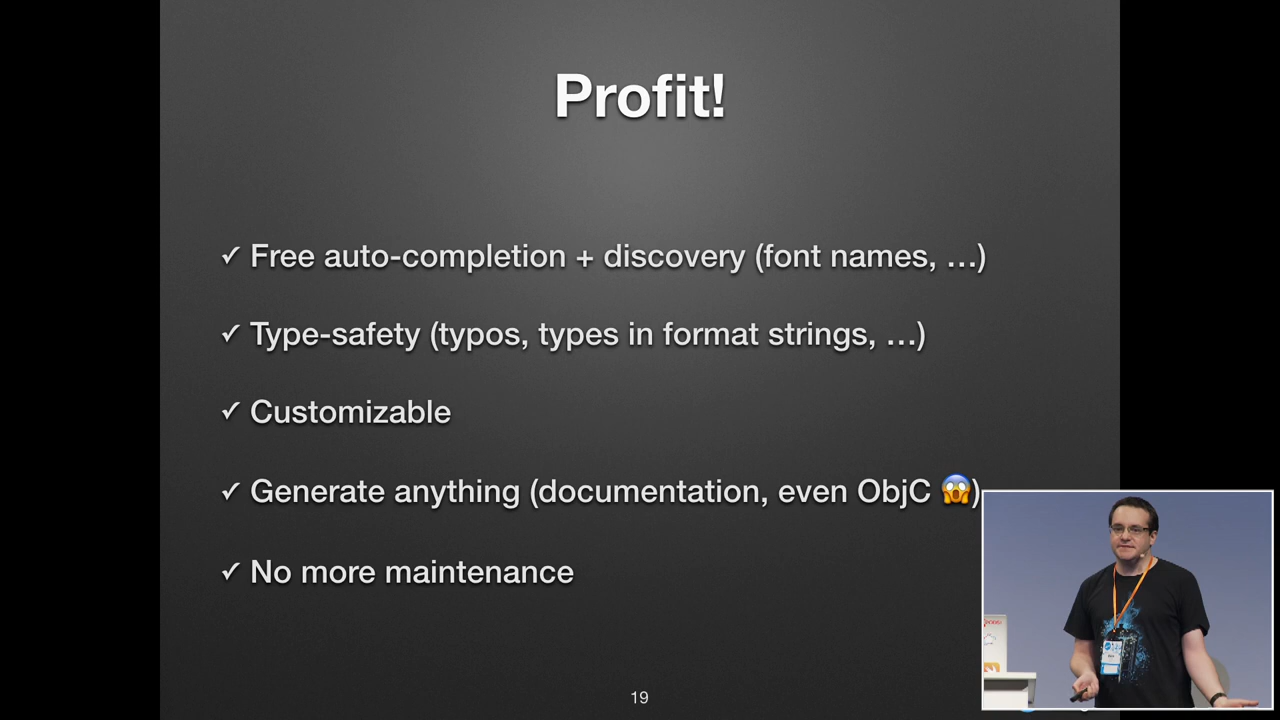 Profit!
✓ Free auto-completion + discovery (font names, …)
✓ Type-safety (typos, types in format strings, …)
✓ Customizable
✓ Generate anything (documentation, even ObjC 😱)
✓ No more maintenance
19